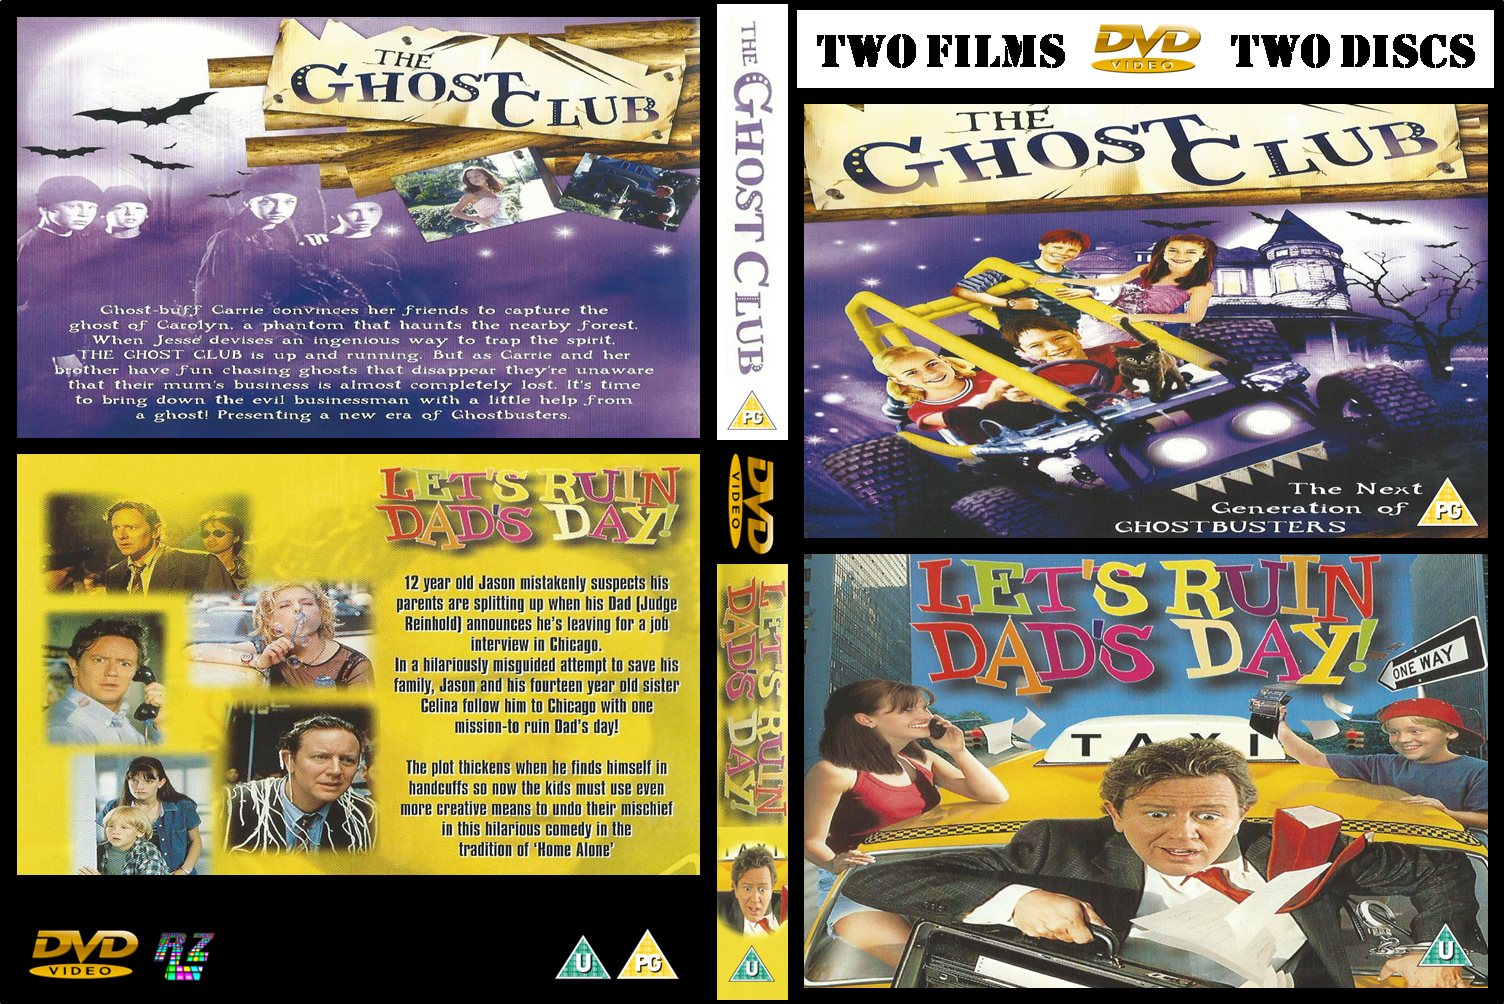 THE
GHOST CLUB
Ghost-buff Carrie convinces her friends to capture the
ghost of Carolyn, a phantom that haunts the nearby forest.
When Jesse devises an ingenious way to trap the spirit.
THE GHOST CLUB is up and running. But as Carrie and her
brother have fun chasing ghosts that disappear they're unaware
that their mum's business is almost completely lost. It's time
to bring down the evil businessman with a little help from
a ghost! Presenting a new era of Ghostbusters.
LET'S RUIN
DAD'S DAY!
12 year old Jason mistakenly suspects his
parents are splitting up when his Dad (Judge
Reinhold) announces he's leaving for a job
interview in Chicago.
In a hilariously misguided attempt to save his
family, Jason and his fourteen year old sister
Celina follow him to Chicago with one
mission-to ruin Dad's day!
The plot thickens when he finds himself in
handcuffs so now the kids must use even
more creative means to undo their mischief
in this hilarious comedy in the
tradition of 'Home Alone'
DVD
VIDEO
RZ
U
PG
THE GHOST CLUB
PG
DVD
VIDEO
LET'S RUIN
DAD'S DAY!
TAXI
U
TWO FILMS
DVD
VIDEO
TWO DISCS
THE
GHOST CLUB
The Next
Generation of
GHOSTBUSTERS
PG
LET'S RUIN
DAD'S DAY!
ONE WAY
TAXI
U